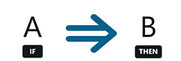 A B
IF THEN